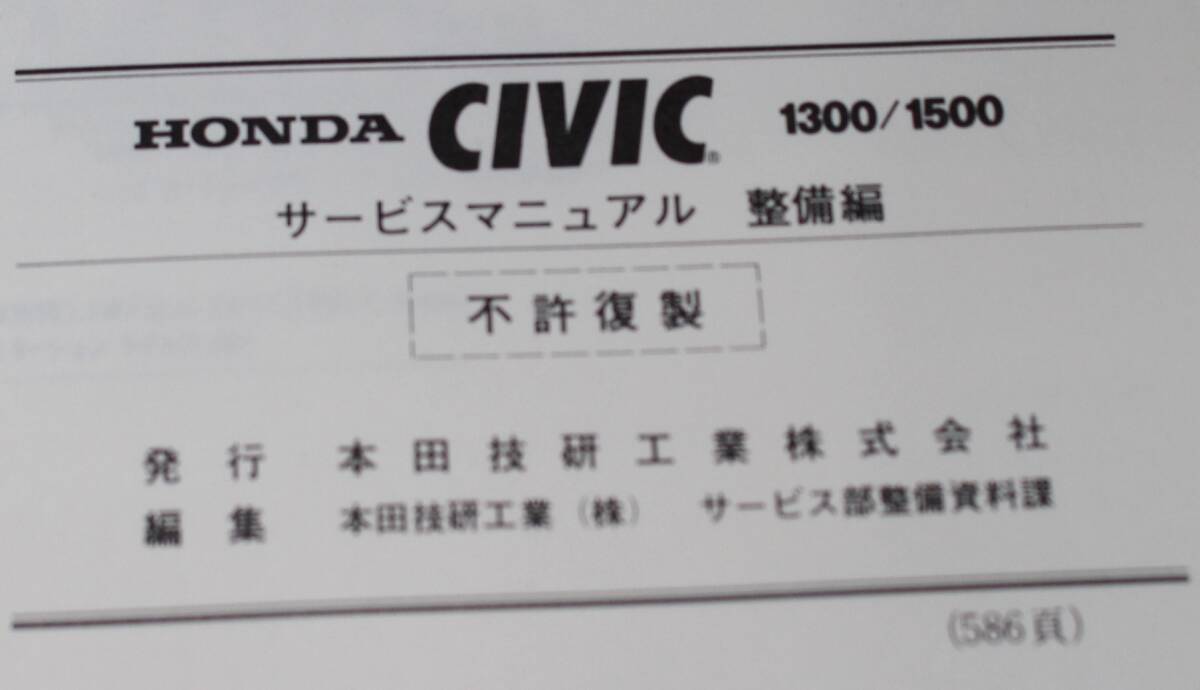 HONDA CIVIC® 1300/1500
サービスマニュアル 整備編
不許復製
発行 本田技研工業株式会社
編集 本田技研工業(株) サービス部整備資料課
(586頁)